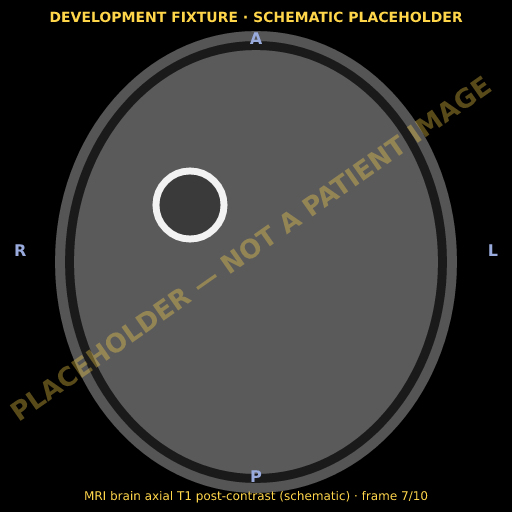 DEVELOPMENT FIXTURE · SCHEMATIC PLACEHOLDER
A
PLACEHOLDER — NOT A PATIENT IMAGE
R
L
P
MRI brain axial T1 post-contrast (schematic) · frame 7/10